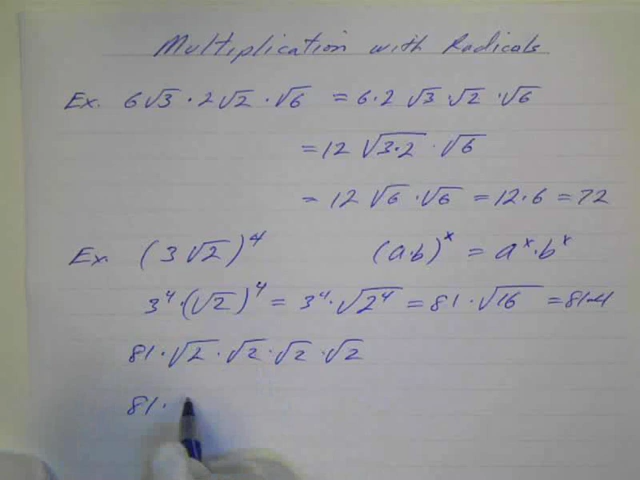 Multiplication with Radicals
Ex. 6√3 · 2√2 · √6 = 6·2 √3 · √2 · √6
= 12 √3·2 · √6
= 12 √6 · √6 = 12·6 = 72
Ex. (3√2)⁴ (a·b)ˣ = aˣ·bˣ
3⁴·(√2)⁴ = 3⁴·√2⁴ = 81·√16 = 81·4
81·√2·√2·√2·√2
81·